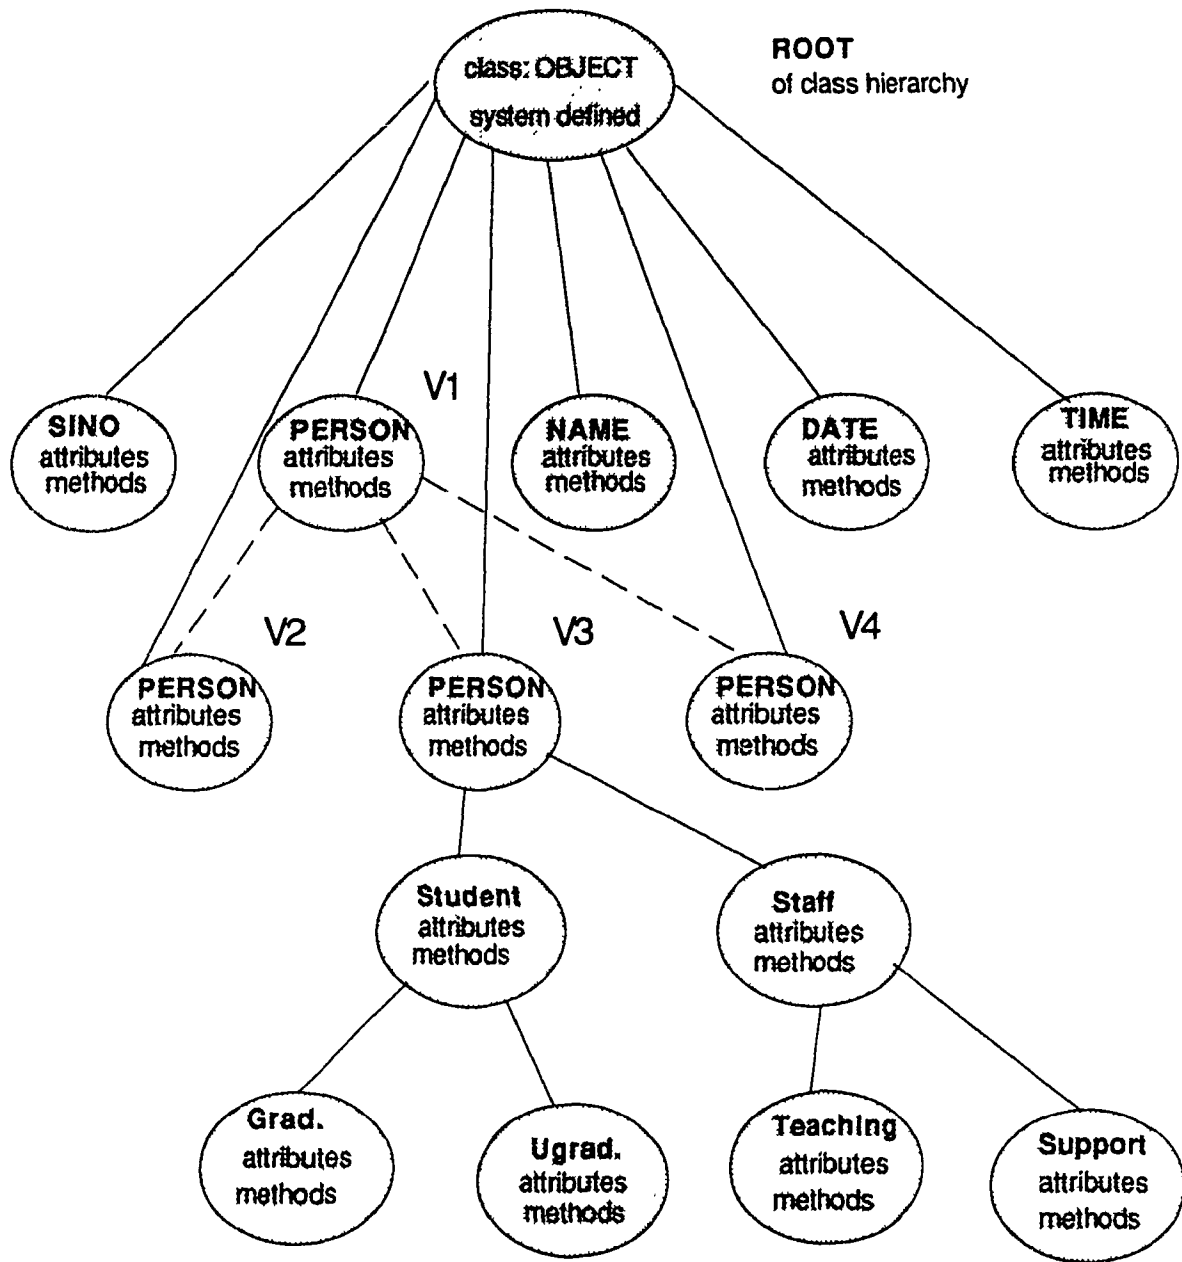 class: OBJECT
system defined
ROOT
of class hierarchy
V1
SINO
attributes
methods
PERSON
attributes
methods
NAME
attributes
methods
DATE
attributes
methods
TIME
attributes
methods
V2
V3
V4
PERSON
attributes
methods
PERSON
attributes
methods
PERSON
attributes
methods
Student
attributes
methods
Staff
attributes
methods
Grad.
attributes
methods
Ugrad.
attributes
methods
Teaching
attributes
methods
Support
attributes
methods